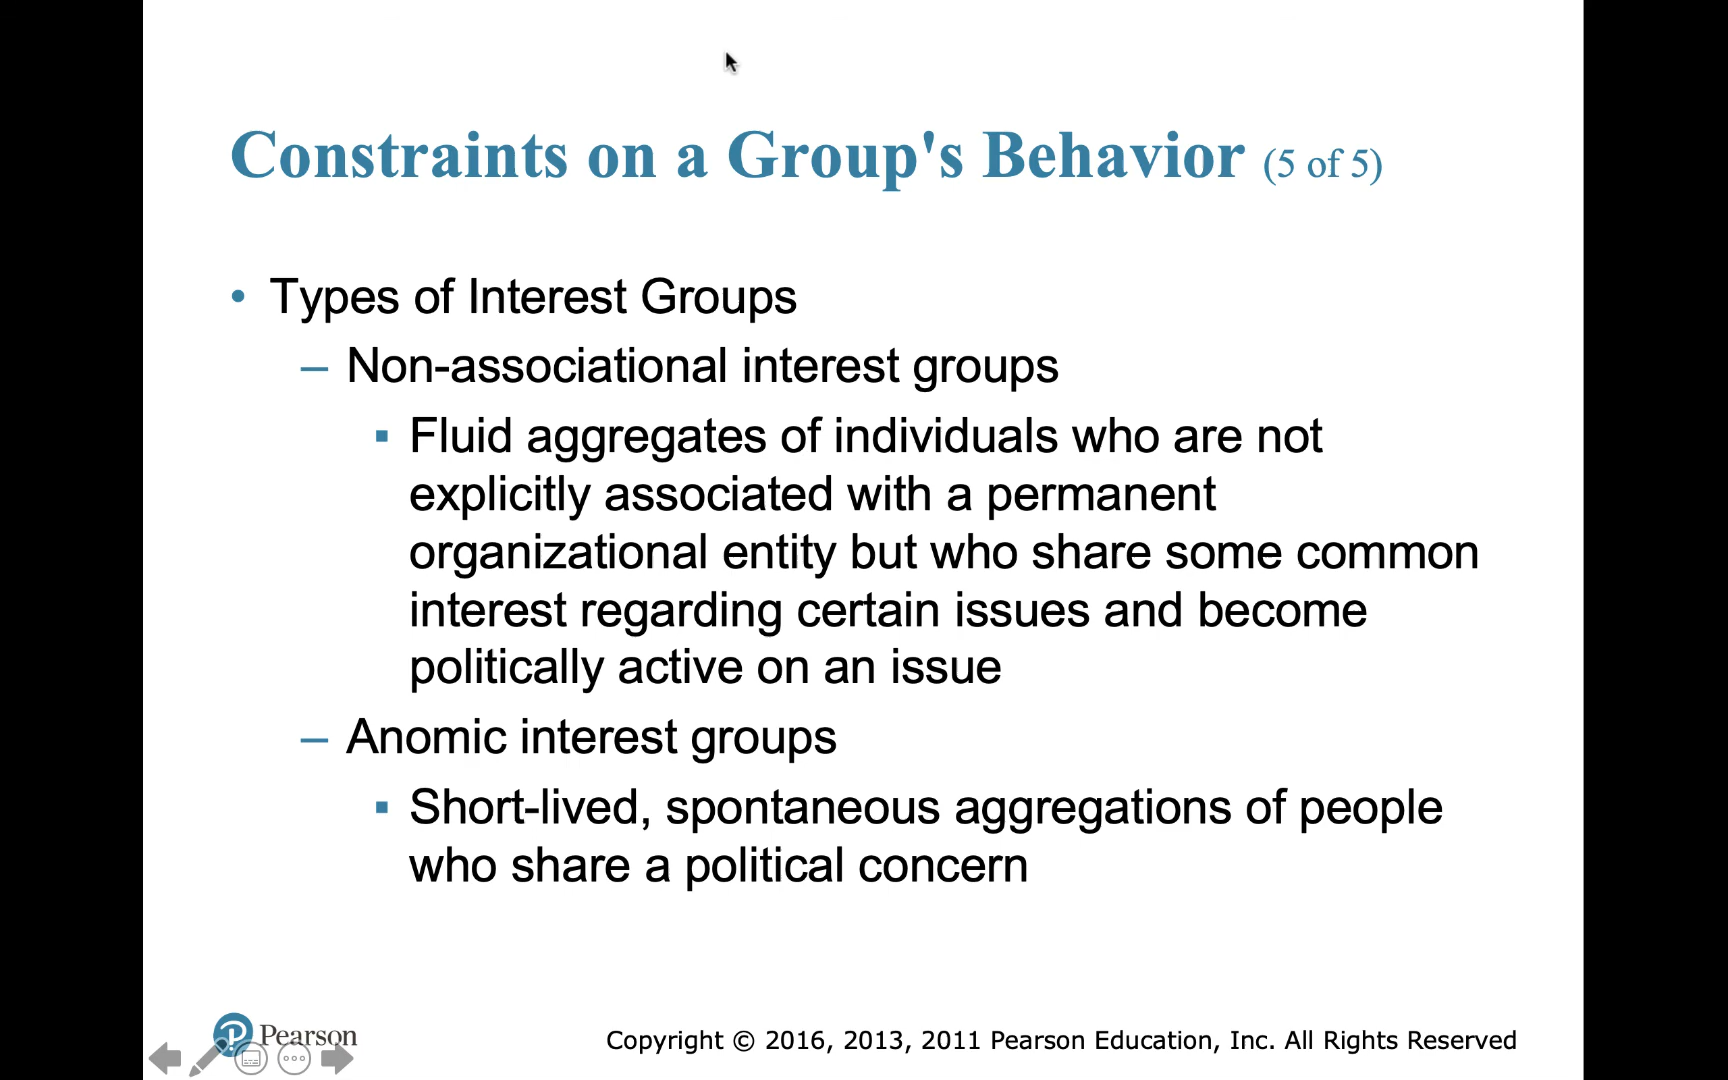 Constraints on a Group's Behavior (5 of 5)
• Types of Interest Groups
– Non-associational interest groups
▪ Fluid aggregates of individuals who are not
explicitly associated with a permanent
organizational entity but who share some common
interest regarding certain issues and become
politically active on an issue
– Anomic interest groups
▪ Short-lived, spontaneous aggregations of people
who share a political concern
Pearson
Copyright © 2016, 2013, 2011 Pearson Education, Inc. All Rights Reserved